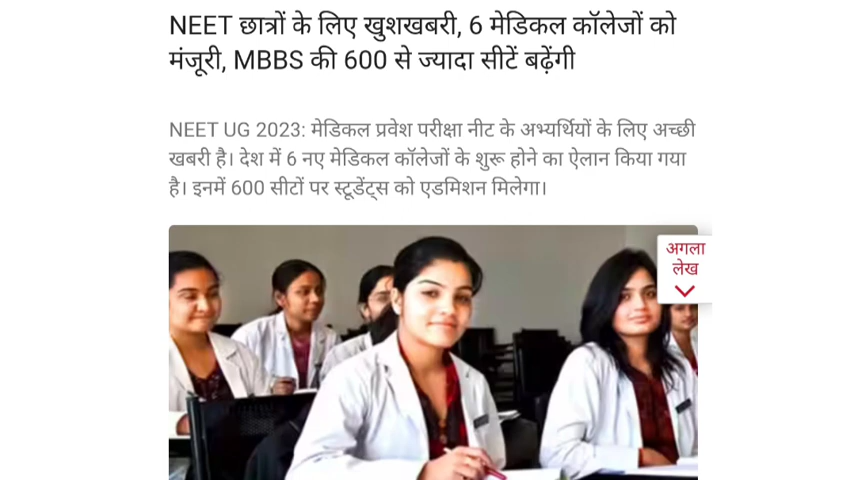 NEET छात्रों के लिए खुशखबरी, 6 मेडिकल कॉलेजों को
मंजूरी, MBBS की 600 से ज्यादा सीटें बढ़ेंगी
NEET UG 2023: मेडिकल प्रवेश परीक्षा नीट के अभ्यर्थियों के लिए अच्छी
खबरी है। देश में 6 नए मेडिकल कॉलेजों के शुरू होने का ऐलान किया गया
है। इनमें 600 सीटों पर स्टूडेंट्स को एडमिशन मिलेगा।
अगला
लेख